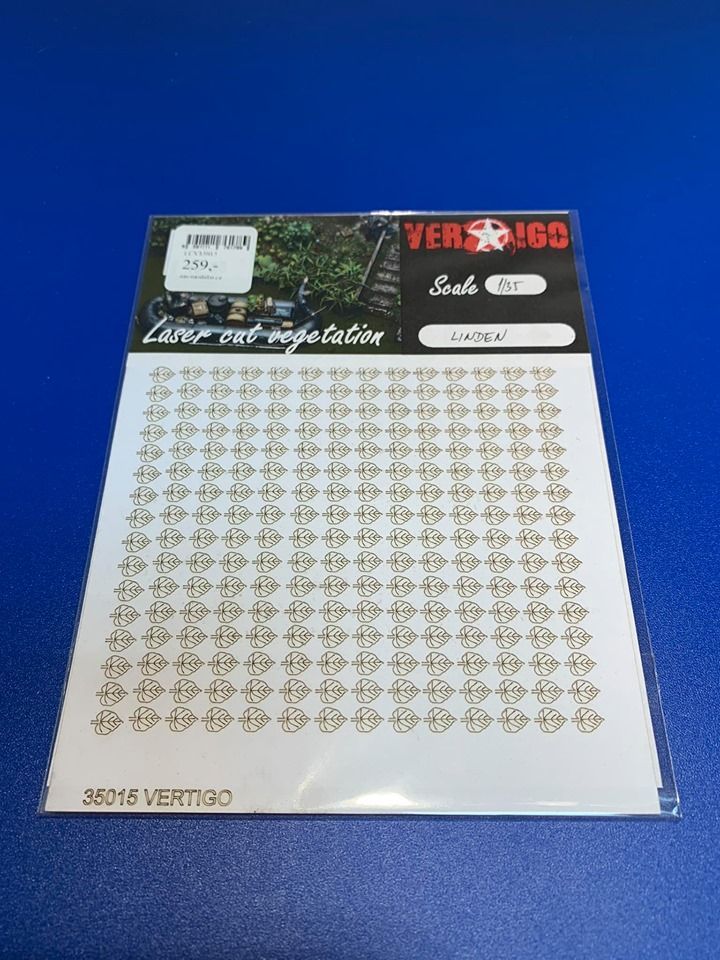 259,-
VERTIGO
Scale 1/35
Laser cut vegetation
LINDEN
35015 VERTIGO